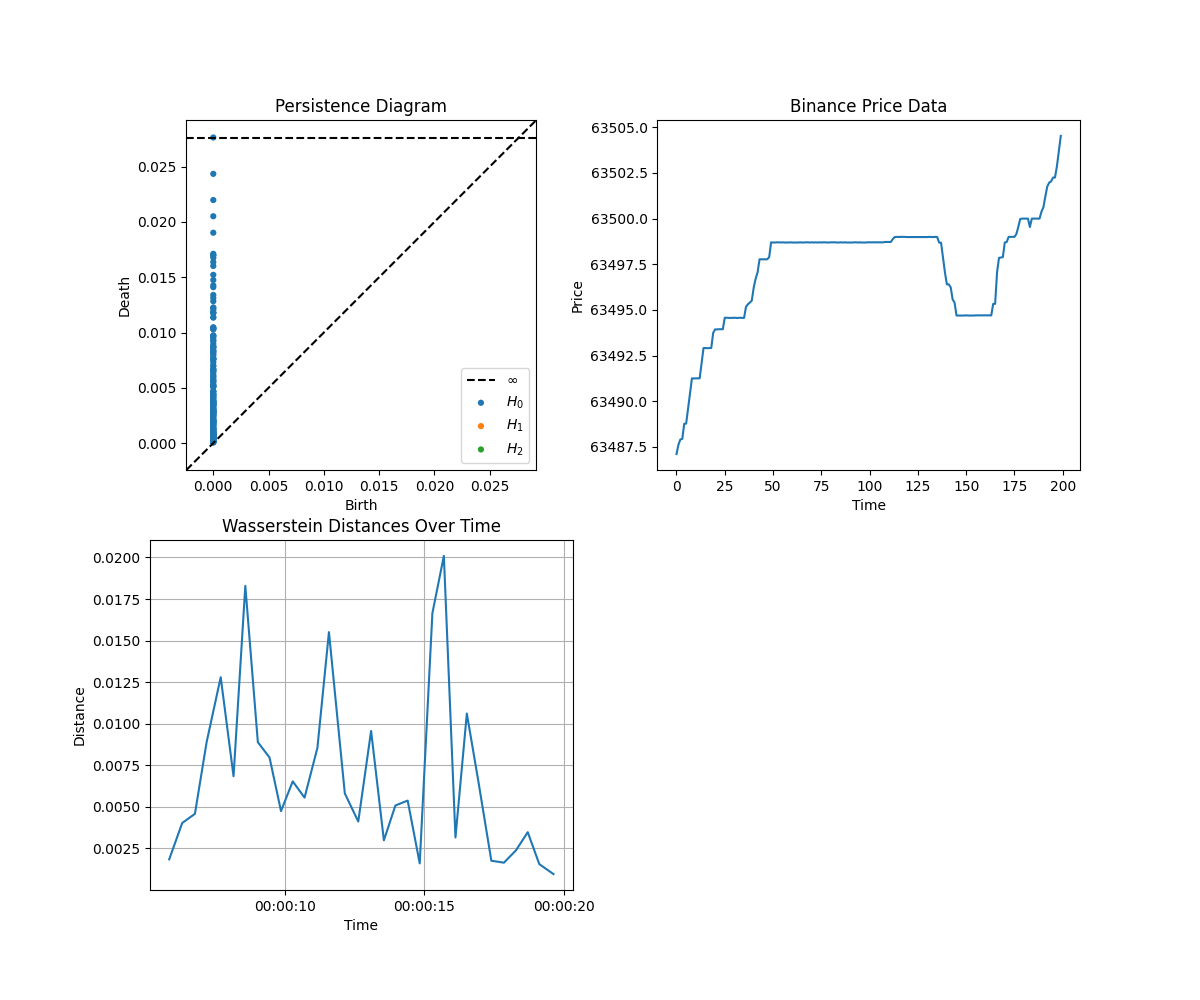 Persistence Diagram
0.025
0.020
0.015
0.010
0.005
0.000
Death
∞
H0
H1
H2
0.000 0.005 0.010 0.015 0.020 0.025
Birth
Binance Price Data
63505.0
63502.5
63500.0
63497.5
63495.0
63492.5
63490.0
63487.5
Price
0 25 50 75 100 125 150 175 200
Time
Wasserstein Distances Over Time
0.0200
0.0175
0.0150
0.0125
0.0100
0.0075
0.0050
0.0025
Distance
00:00:10 00:00:15 00:00:20
Time